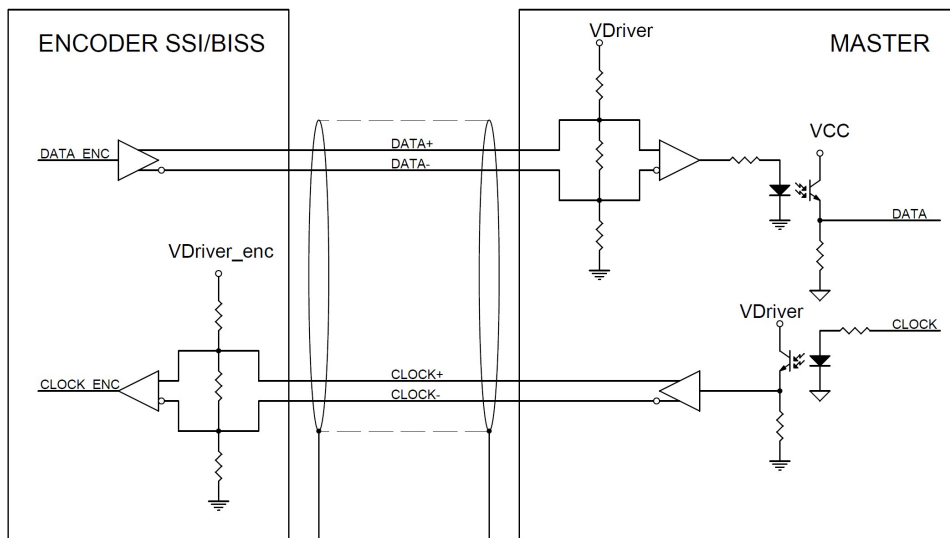 ENCODER SSI/BISS
VDriver
MASTER
VCC
DATA_ENC
DATA+
DATA-
DATA
VDriver_enc
VDriver
CLOCK
CLOCK_ENC
CLOCK+
CLOCK-